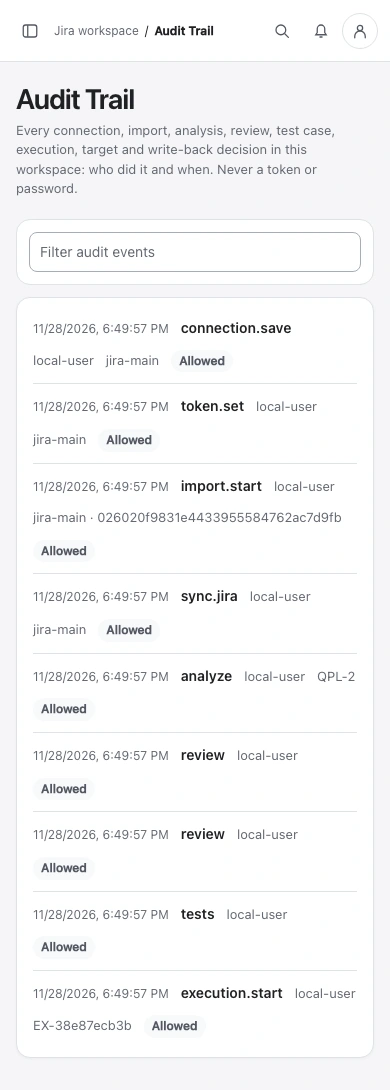 Jira workspace / Audit Trail
Audit Trail
Every connection, import, analysis, review, test case,
execution, target and write-back decision in this
workspace: who did it and when. Never a token or
password.
Filter audit events
11/28/2026, 6:49:57 PM connection.save
local-user jira-main Allowed
11/28/2026, 6:49:57 PM token.set local-user
jira-main Allowed
11/28/2026, 6:49:57 PM import.start local-user
jira-main · 026020f9831e4433955584762ac7d9fb
Allowed
11/28/2026, 6:49:57 PM sync.jira local-user
jira-main Allowed
11/28/2026, 6:49:57 PM analyze local-user QPL-2
Allowed
11/28/2026, 6:49:57 PM review local-user
Allowed
11/28/2026, 6:49:57 PM review local-user
Allowed
11/28/2026, 6:49:57 PM tests local-user
Allowed
11/28/2026, 6:49:57 PM execution.start local-user
EX-38e87ecb3b Allowed